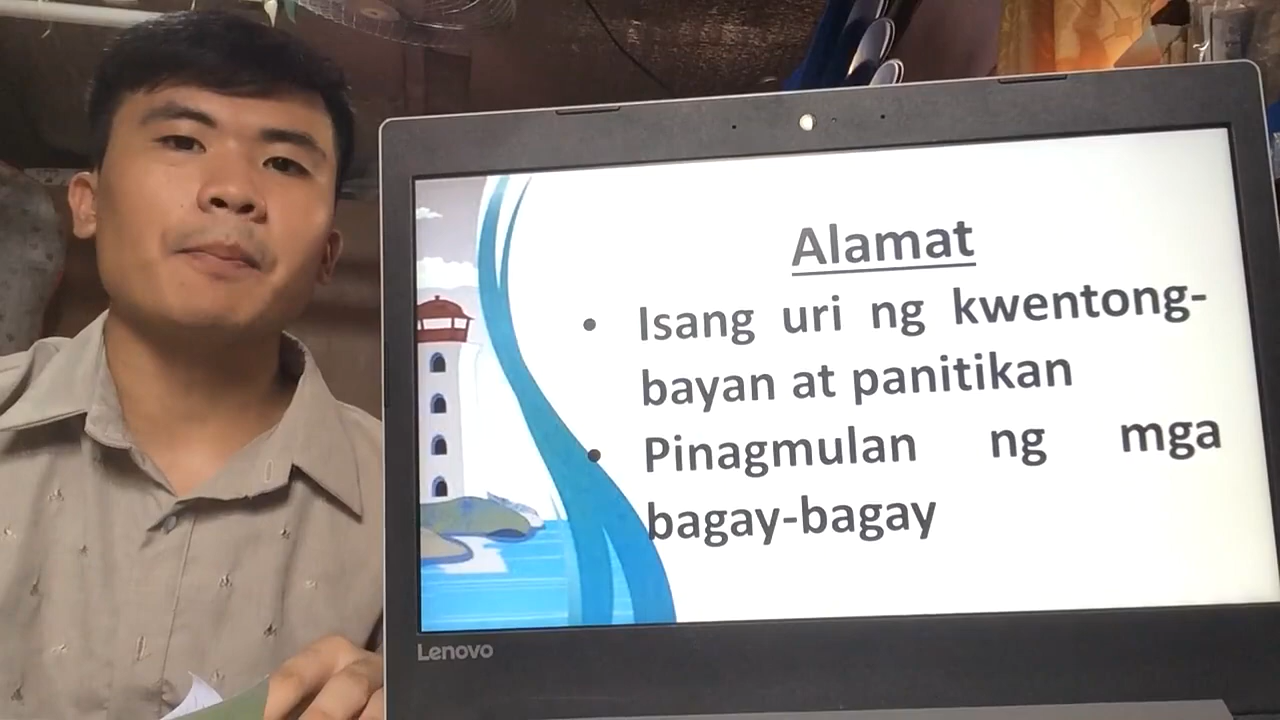 Alamat
• Isang uri ng kwentong-
bayan at panitikan
• Pinagmulan ng mga
bagay-bagay
Lenovo